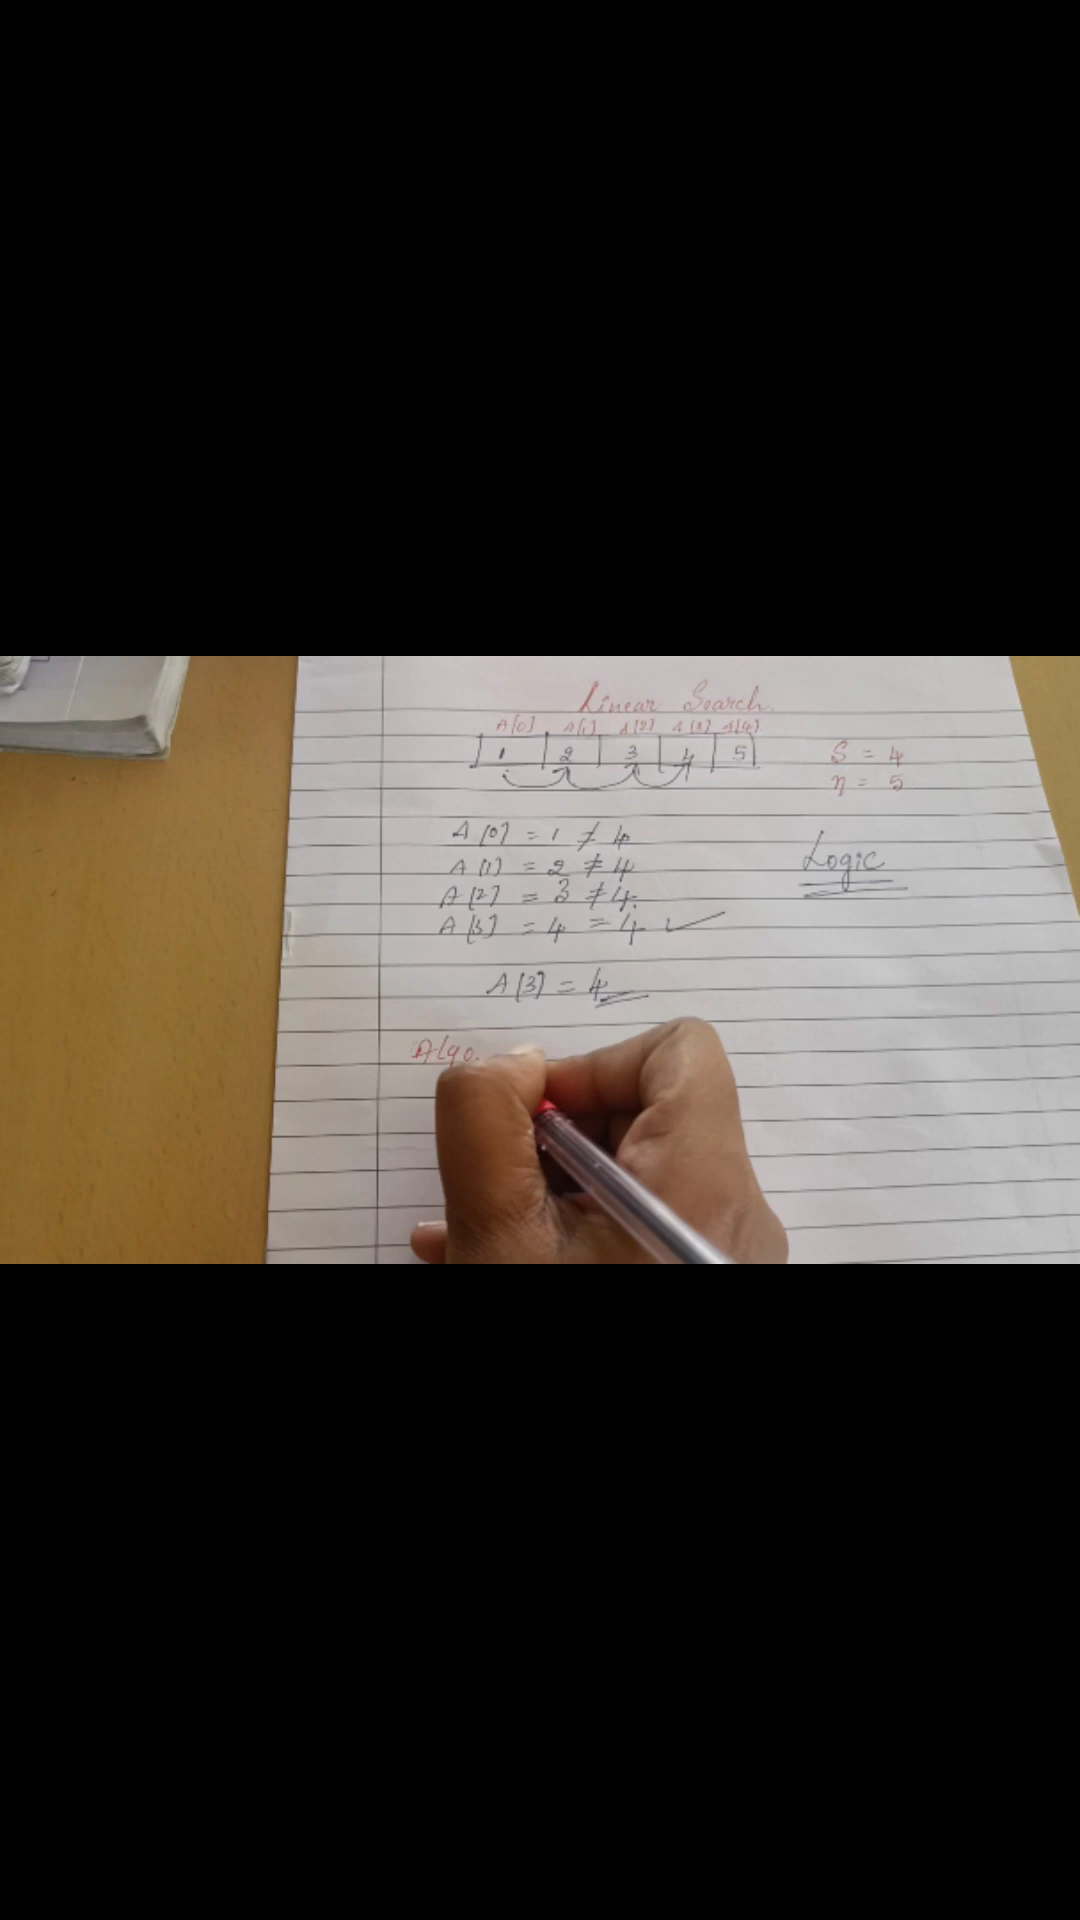 Linear Search.
A[0] A[1] A[2] A[3] A[4]
1 2 3 4 5
S = 4
n = 5
A[0] = 1 ≠ 4
A[1] = 2 ≠ 4
A[2] = 3 ≠ 4.
A[3] = 4 = 4 ✓
Logic
A[3] = 4
Algo.